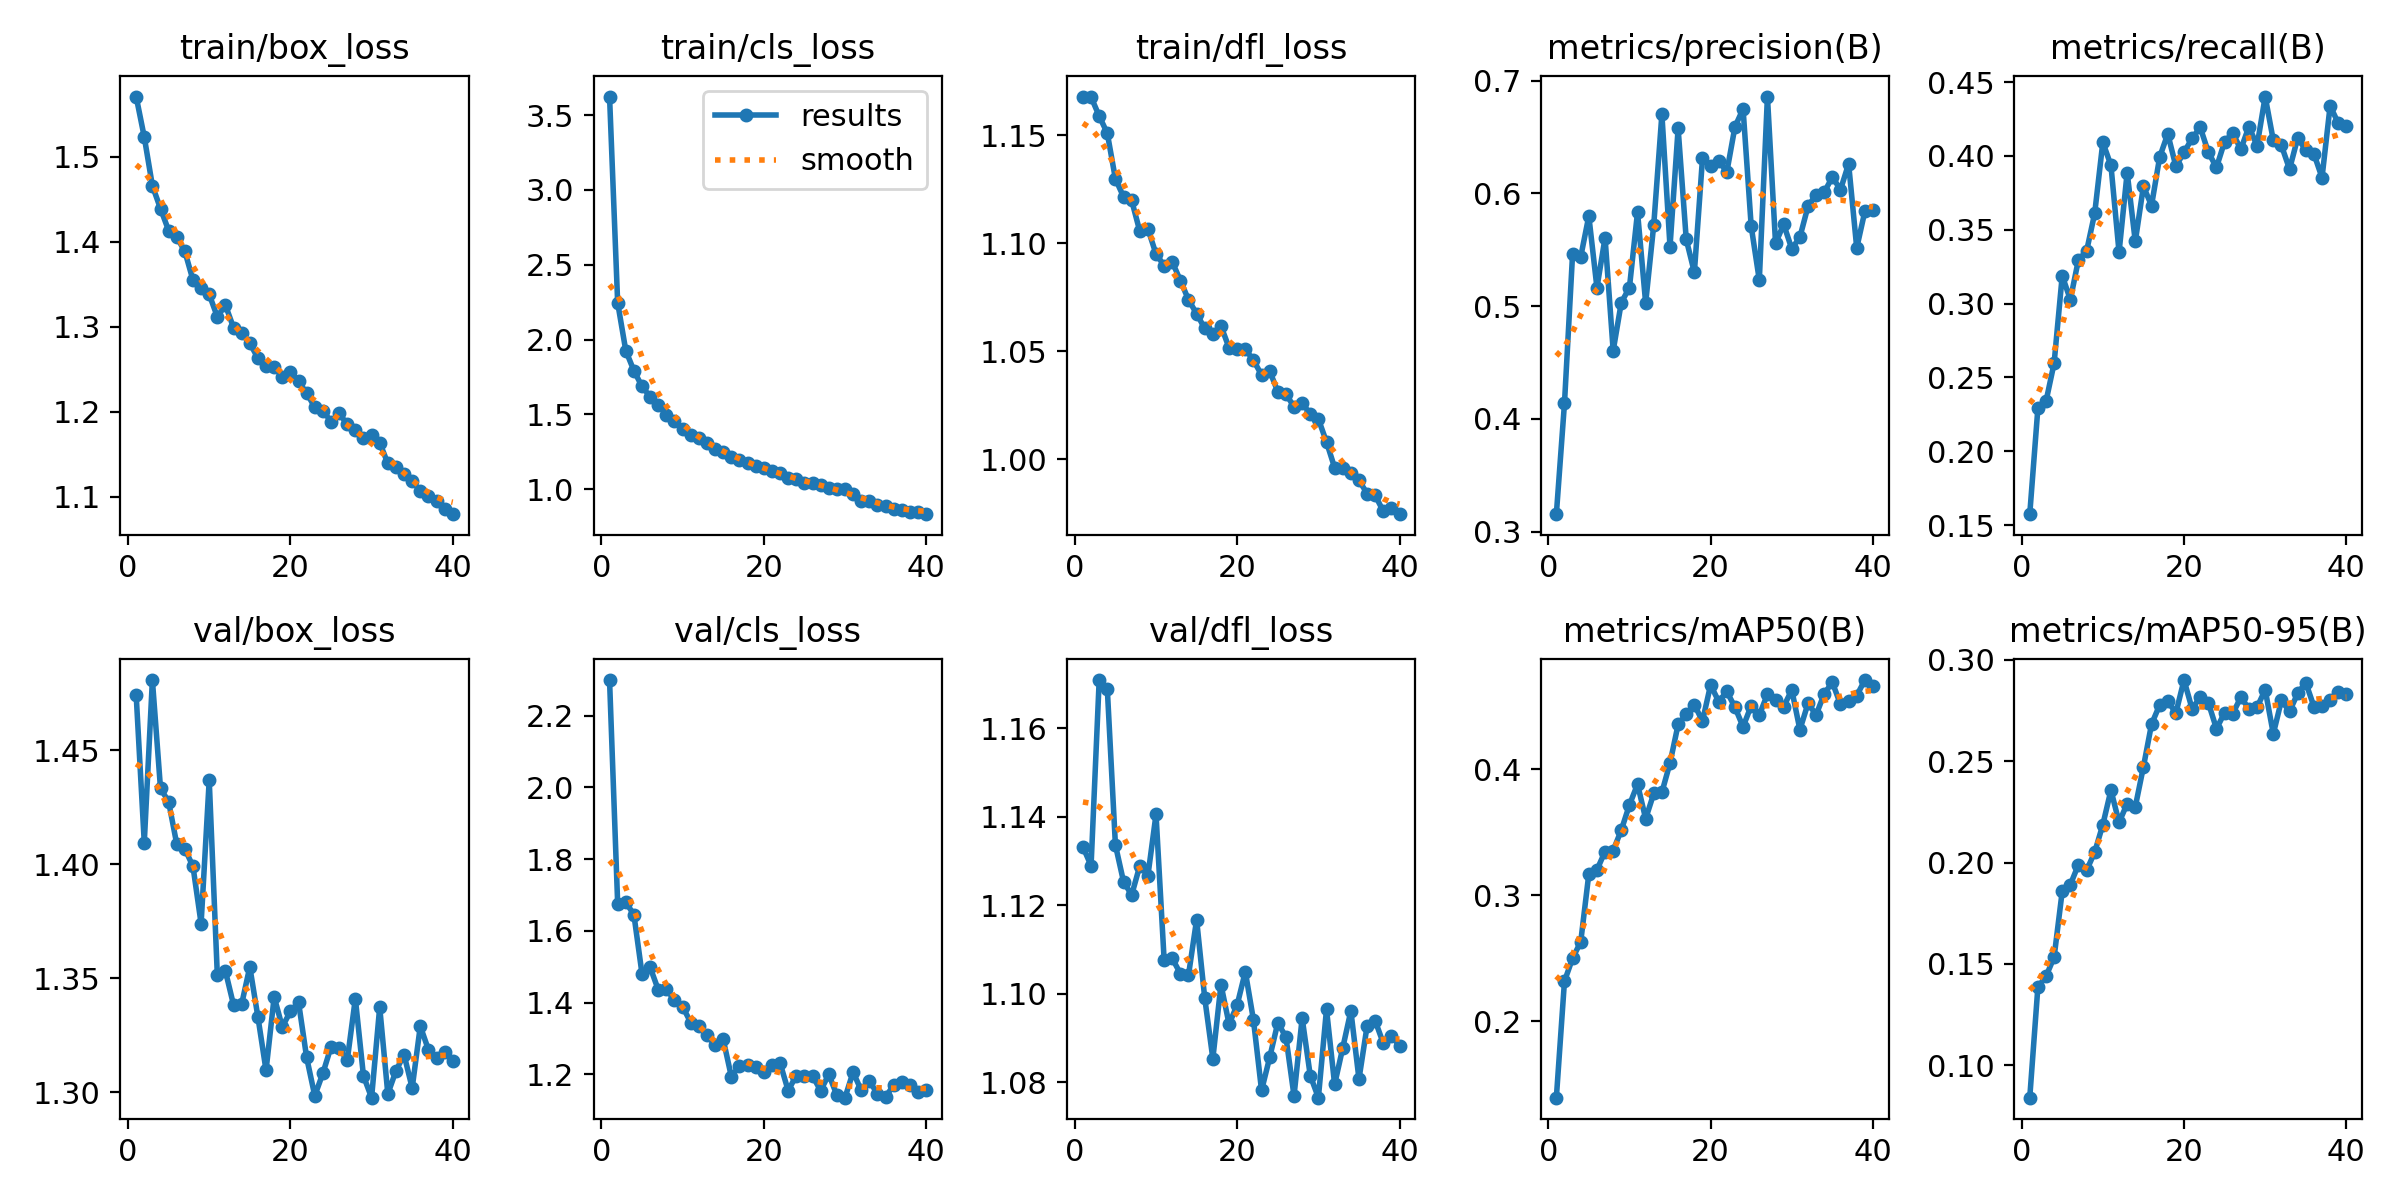 train/box_loss
1.5
1.4
1.3
1.2
1.1
0 20 40
train/cls_loss
results
smooth
3.5
3.0
2.5
2.0
1.5
1.0
0 20 40
train/dfl_loss
1.15
1.10
1.05
1.00
0 20 40
metrics/precision(B)
0.7
0.6
0.5
0.4
0.3
0 20 40
metrics/recall(B)
0.45
0.40
0.35
0.30
0.25
0.20
0.15
0 20 40
val/box_loss
1.45
1.40
1.35
1.30
0 20 40
val/cls_loss
2.2
2.0
1.8
1.6
1.4
1.2
0 20 40
val/dfl_loss
1.16
1.14
1.12
1.10
1.08
0 20 40
metrics/mAP50(B)
0.4
0.3
0.2
0 20 40
metrics/mAP50-95(B)
0.30
0.25
0.20
0.15
0.10
0 20 40